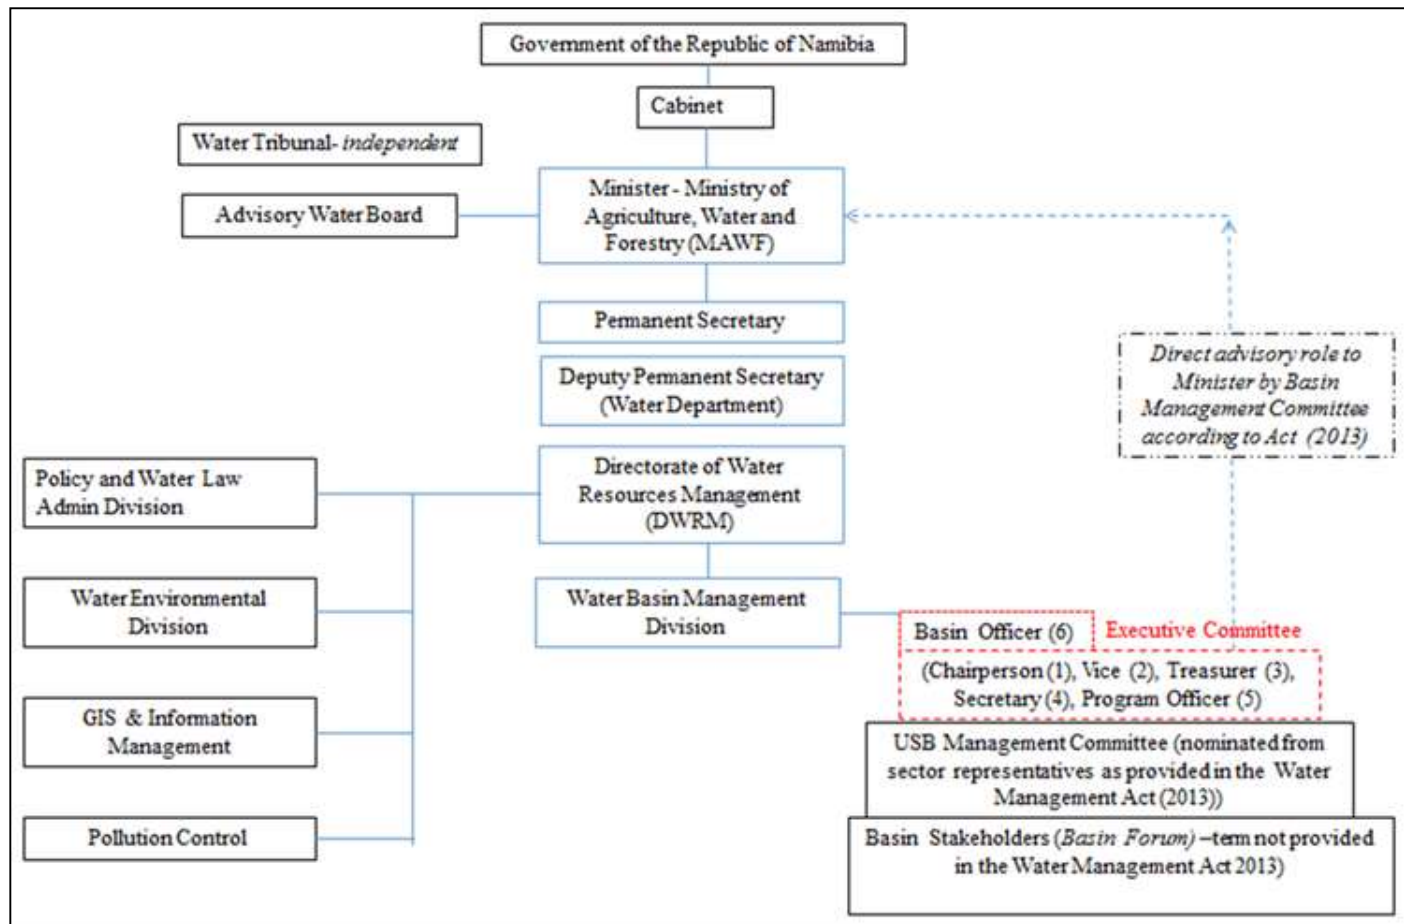 Government of the Republic of Namibia
Cabinet
Water Tribunal- independent
Minister - Ministry of
Agriculture, Water and
Forestry (MAWF)
Advisory Water Board
Permanent Secretary
Deputy Permanent Secretary
(Water Department)
Direct advisory role to
Minister by Basin
Management Committee
according to Act (2013)
Directorate of Water
Resources Management
(DWRM)
Policy and Water Law
Admin Division
Water Environmental
Division
Water Basin Management
Division
Basin Officer (6)
Executive Committee
(Chairperson (1), Vice (2), Treasurer (3),
Secretary (4), Program Officer (5)
GIS & Information
Management
USB Management Committee (nominated from
sector representatives as provided in the Water
Management Act (2013))
Pollution Control
Basin Stakeholders (Basin Forum) –term not provided
in the Water Management Act 2013)